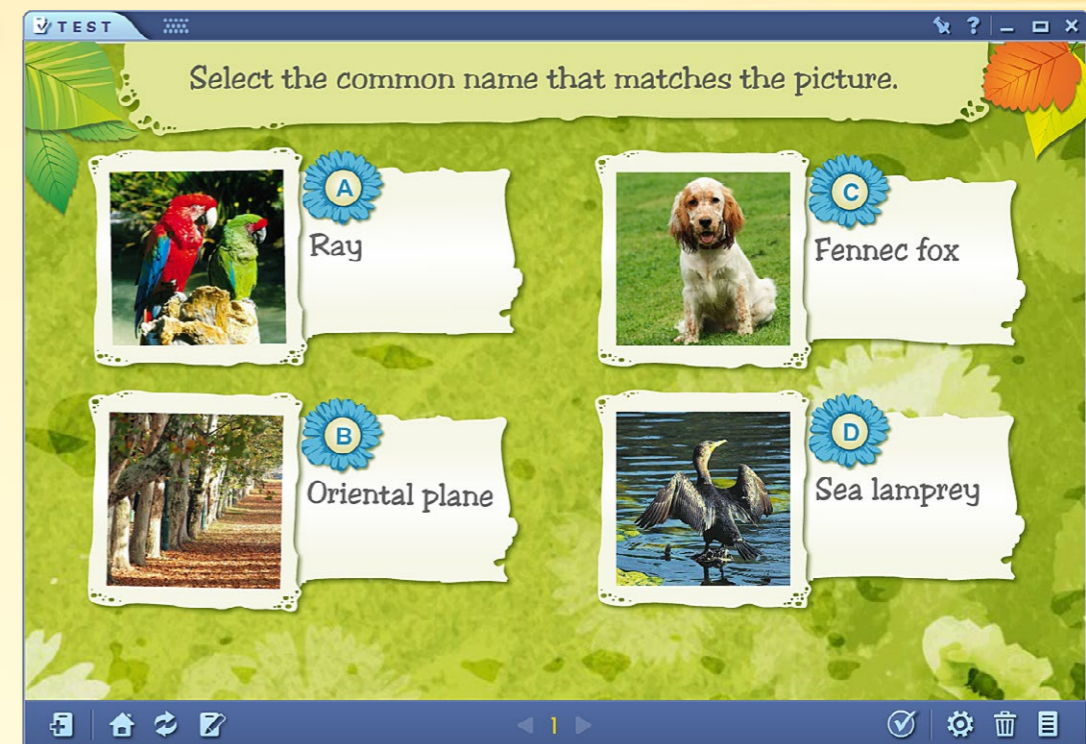 TEST
?
Select the common name that matches the picture.
A
Ray
C
Fennec fox
B
Oriental plane
D
Sea lamprey
1